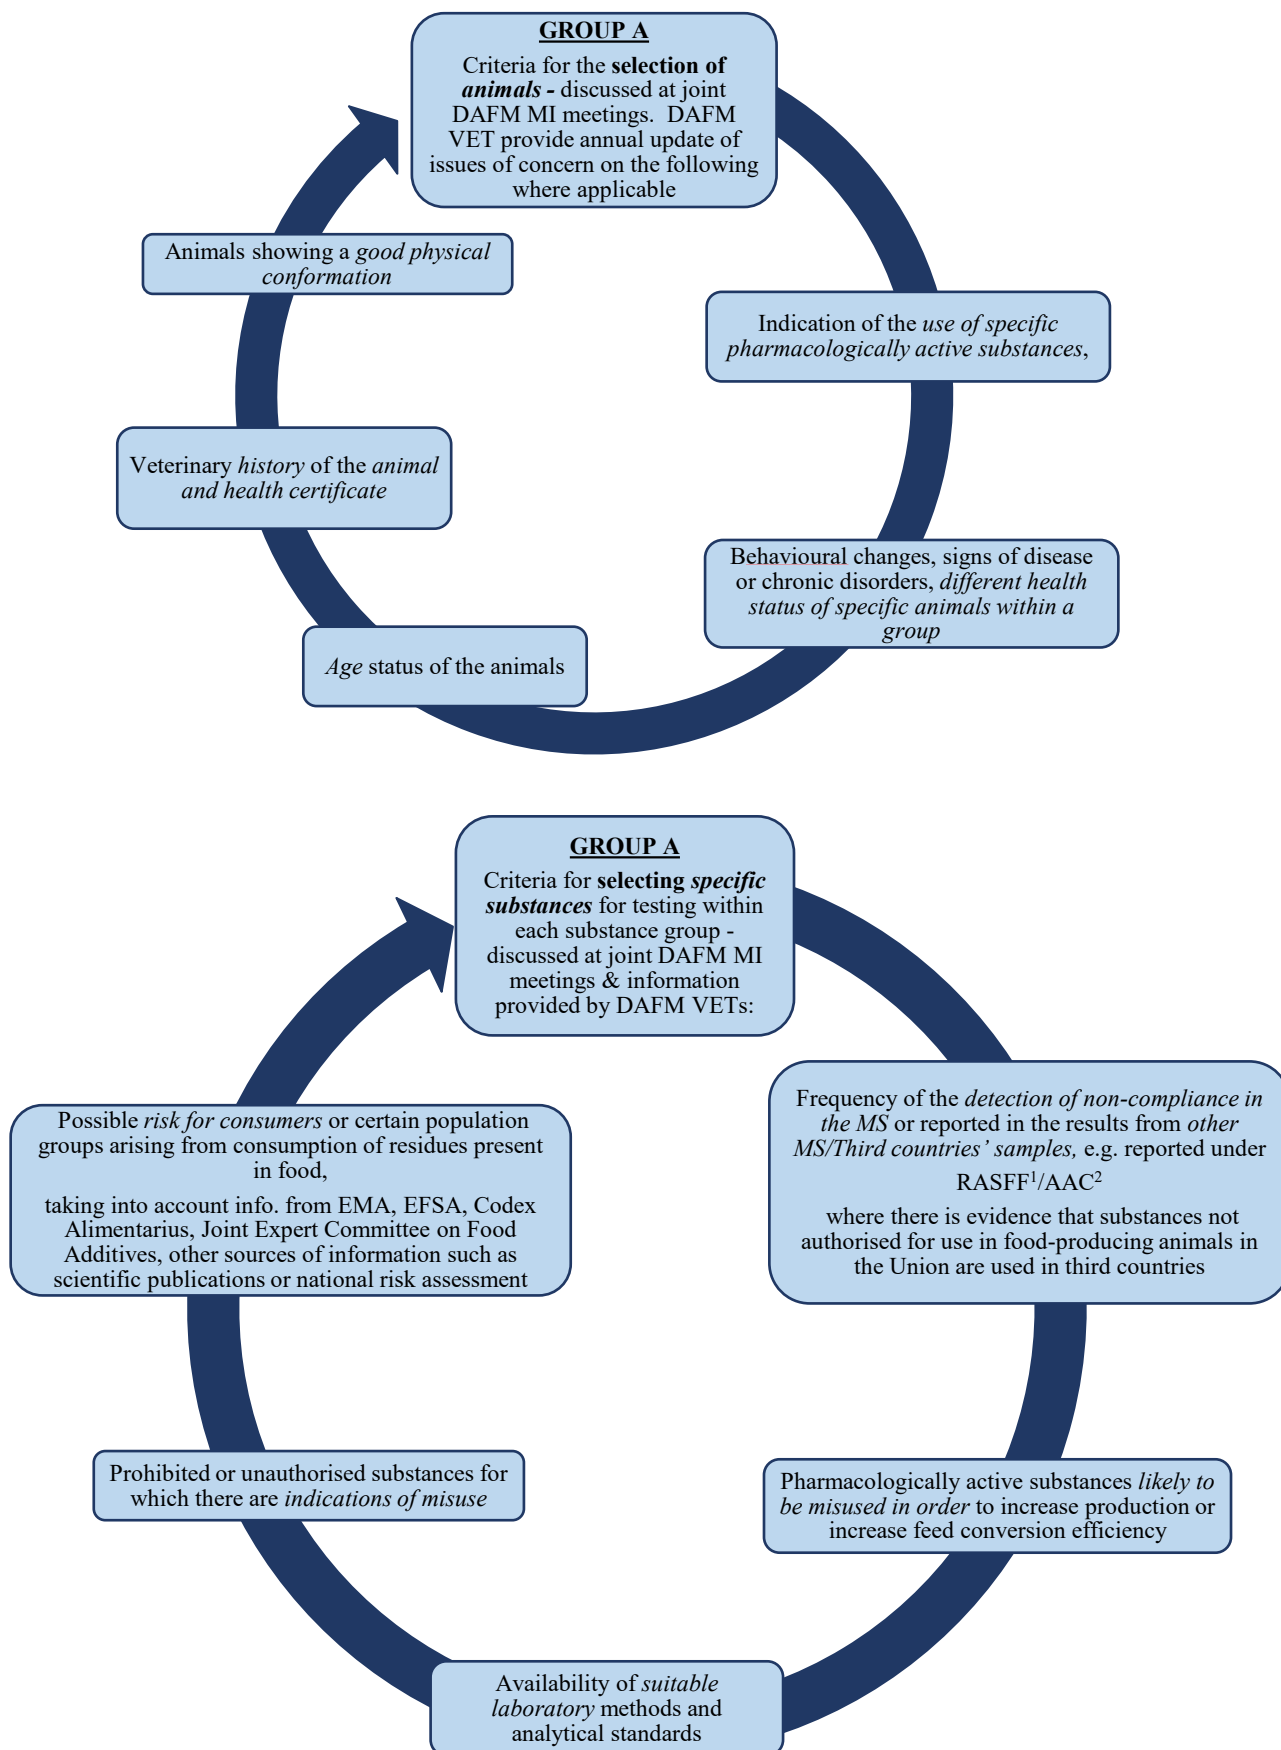 GROUP A
Criteria for the selection of
animals - discussed at joint
DAFM MI meetings.  DAFM
VET provide annual update of
issues of concern on the following
where applicable
Animals showing a good physical
conformation
Indication of the use of specific
pharmacologically active substances,
Veterinary history of the animal
and health certificate
Behavioural changes, signs of disease
or chronic disorders, different health
status of specific animals within a
group
Age status of the animals
GROUP A
Criteria for selecting specific
substances for testing within
each substance group -
discussed at joint DAFM MI
meetings & information
provided by DAFM VETs:
Frequency of the detection of non-compliance in
the MS or reported in the results from other
MS/Third countries’ samples, e.g. reported under
RASFF¹/AAC²
where there is evidence that substances not
authorised for use in food-producing animals in
the Union are used in third countries
Possible risk for consumers or certain population
groups arising from consumption of residues present
in food,
taking into account info. from EMA, EFSA, Codex
Alimentarius, Joint Expert Committee on Food
Additives, other sources of information such as
scientific publications or national risk assessment
Prohibited or unauthorised substances for
which there are indications of misuse
Pharmacologically active substances likely to
be misused in order to increase production or
increase feed conversion efficiency
Availability of suitable
laboratory methods and
analytical standards